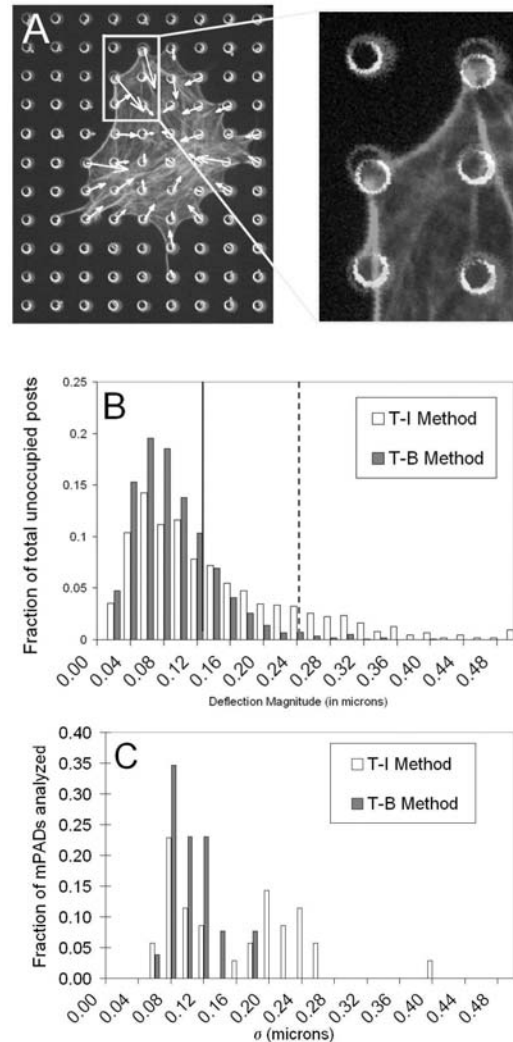 A
B
0.25
0.2
0.15
0.1
0.05
0
Fraction of total unoccupied posts
T-I Method
T-B Method
0.00 0.04 0.08 0.12 0.16 0.20 0.24 0.28 0.32 0.36 0.40 0.44 0.48
Deflection Magnitude (in microns)
C
0.40
0.35
0.30
0.25
0.20
0.15
0.10
0.05
0.00
Fraction of mPADs analyzed
T-I Method
T-B Method
0.00 0.04 0.08 0.12 0.16 0.20 0.24 0.28 0.32 0.36 0.40 0.44 0.48
σ (microns)